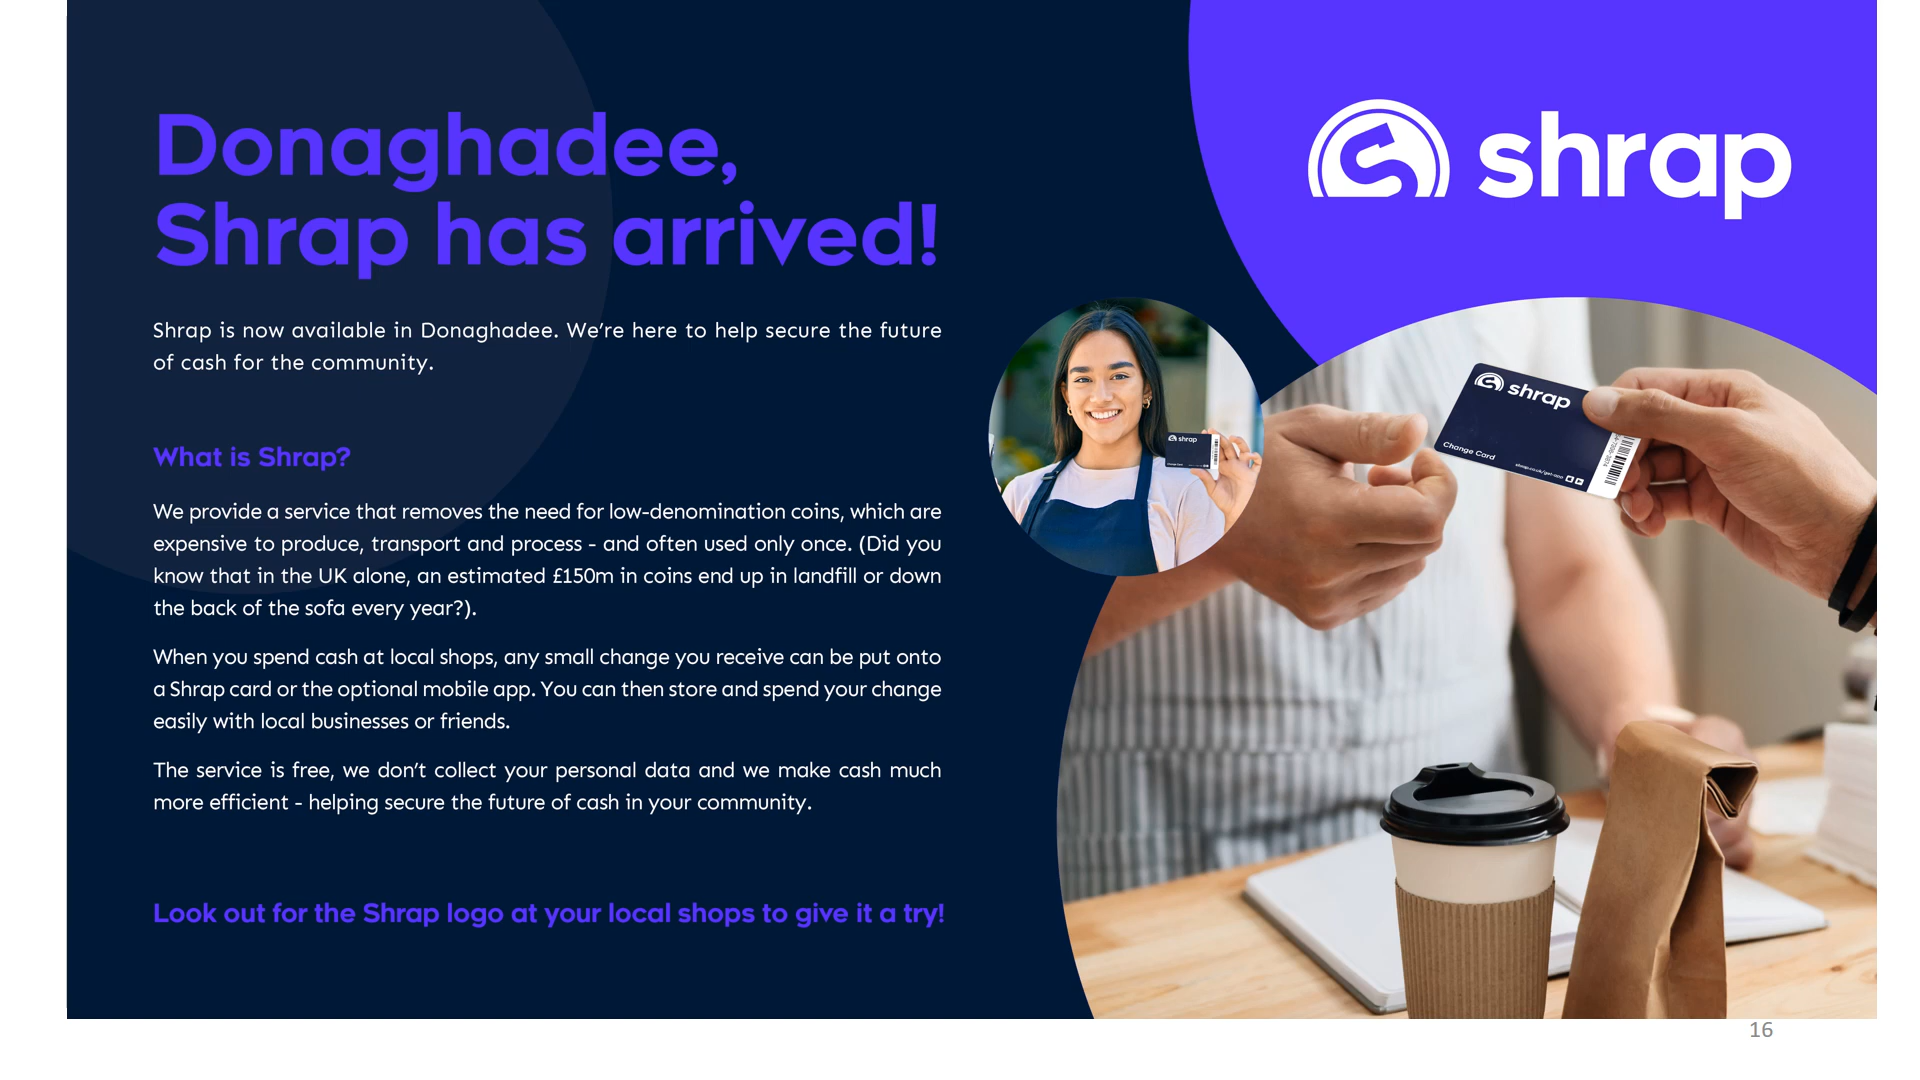 Donaghadee,
Shrap has arrived!
shrap
Shrap is now available in Donaghadee. We’re here to help secure the future
of cash for the community.
What is Shrap?
We provide a service that removes the need for low-denomination coins, which are
expensive to produce, transport and process - and often used only once. (Did you
know that in the UK alone, an estimated £150m in coins end up in landfill or down
the back of the sofa every year?).
When you spend cash at local shops, any small change you receive can be put onto
a Shrap card or the optional mobile app. You can then store and spend your change
easily with local businesses or friends.
The service is free, we don’t collect your personal data and we make cash much
more efficient - helping secure the future of cash in your community.
Look out for the Shrap logo at your local shops to give it a try!
shrap
shrap
Change Card
16